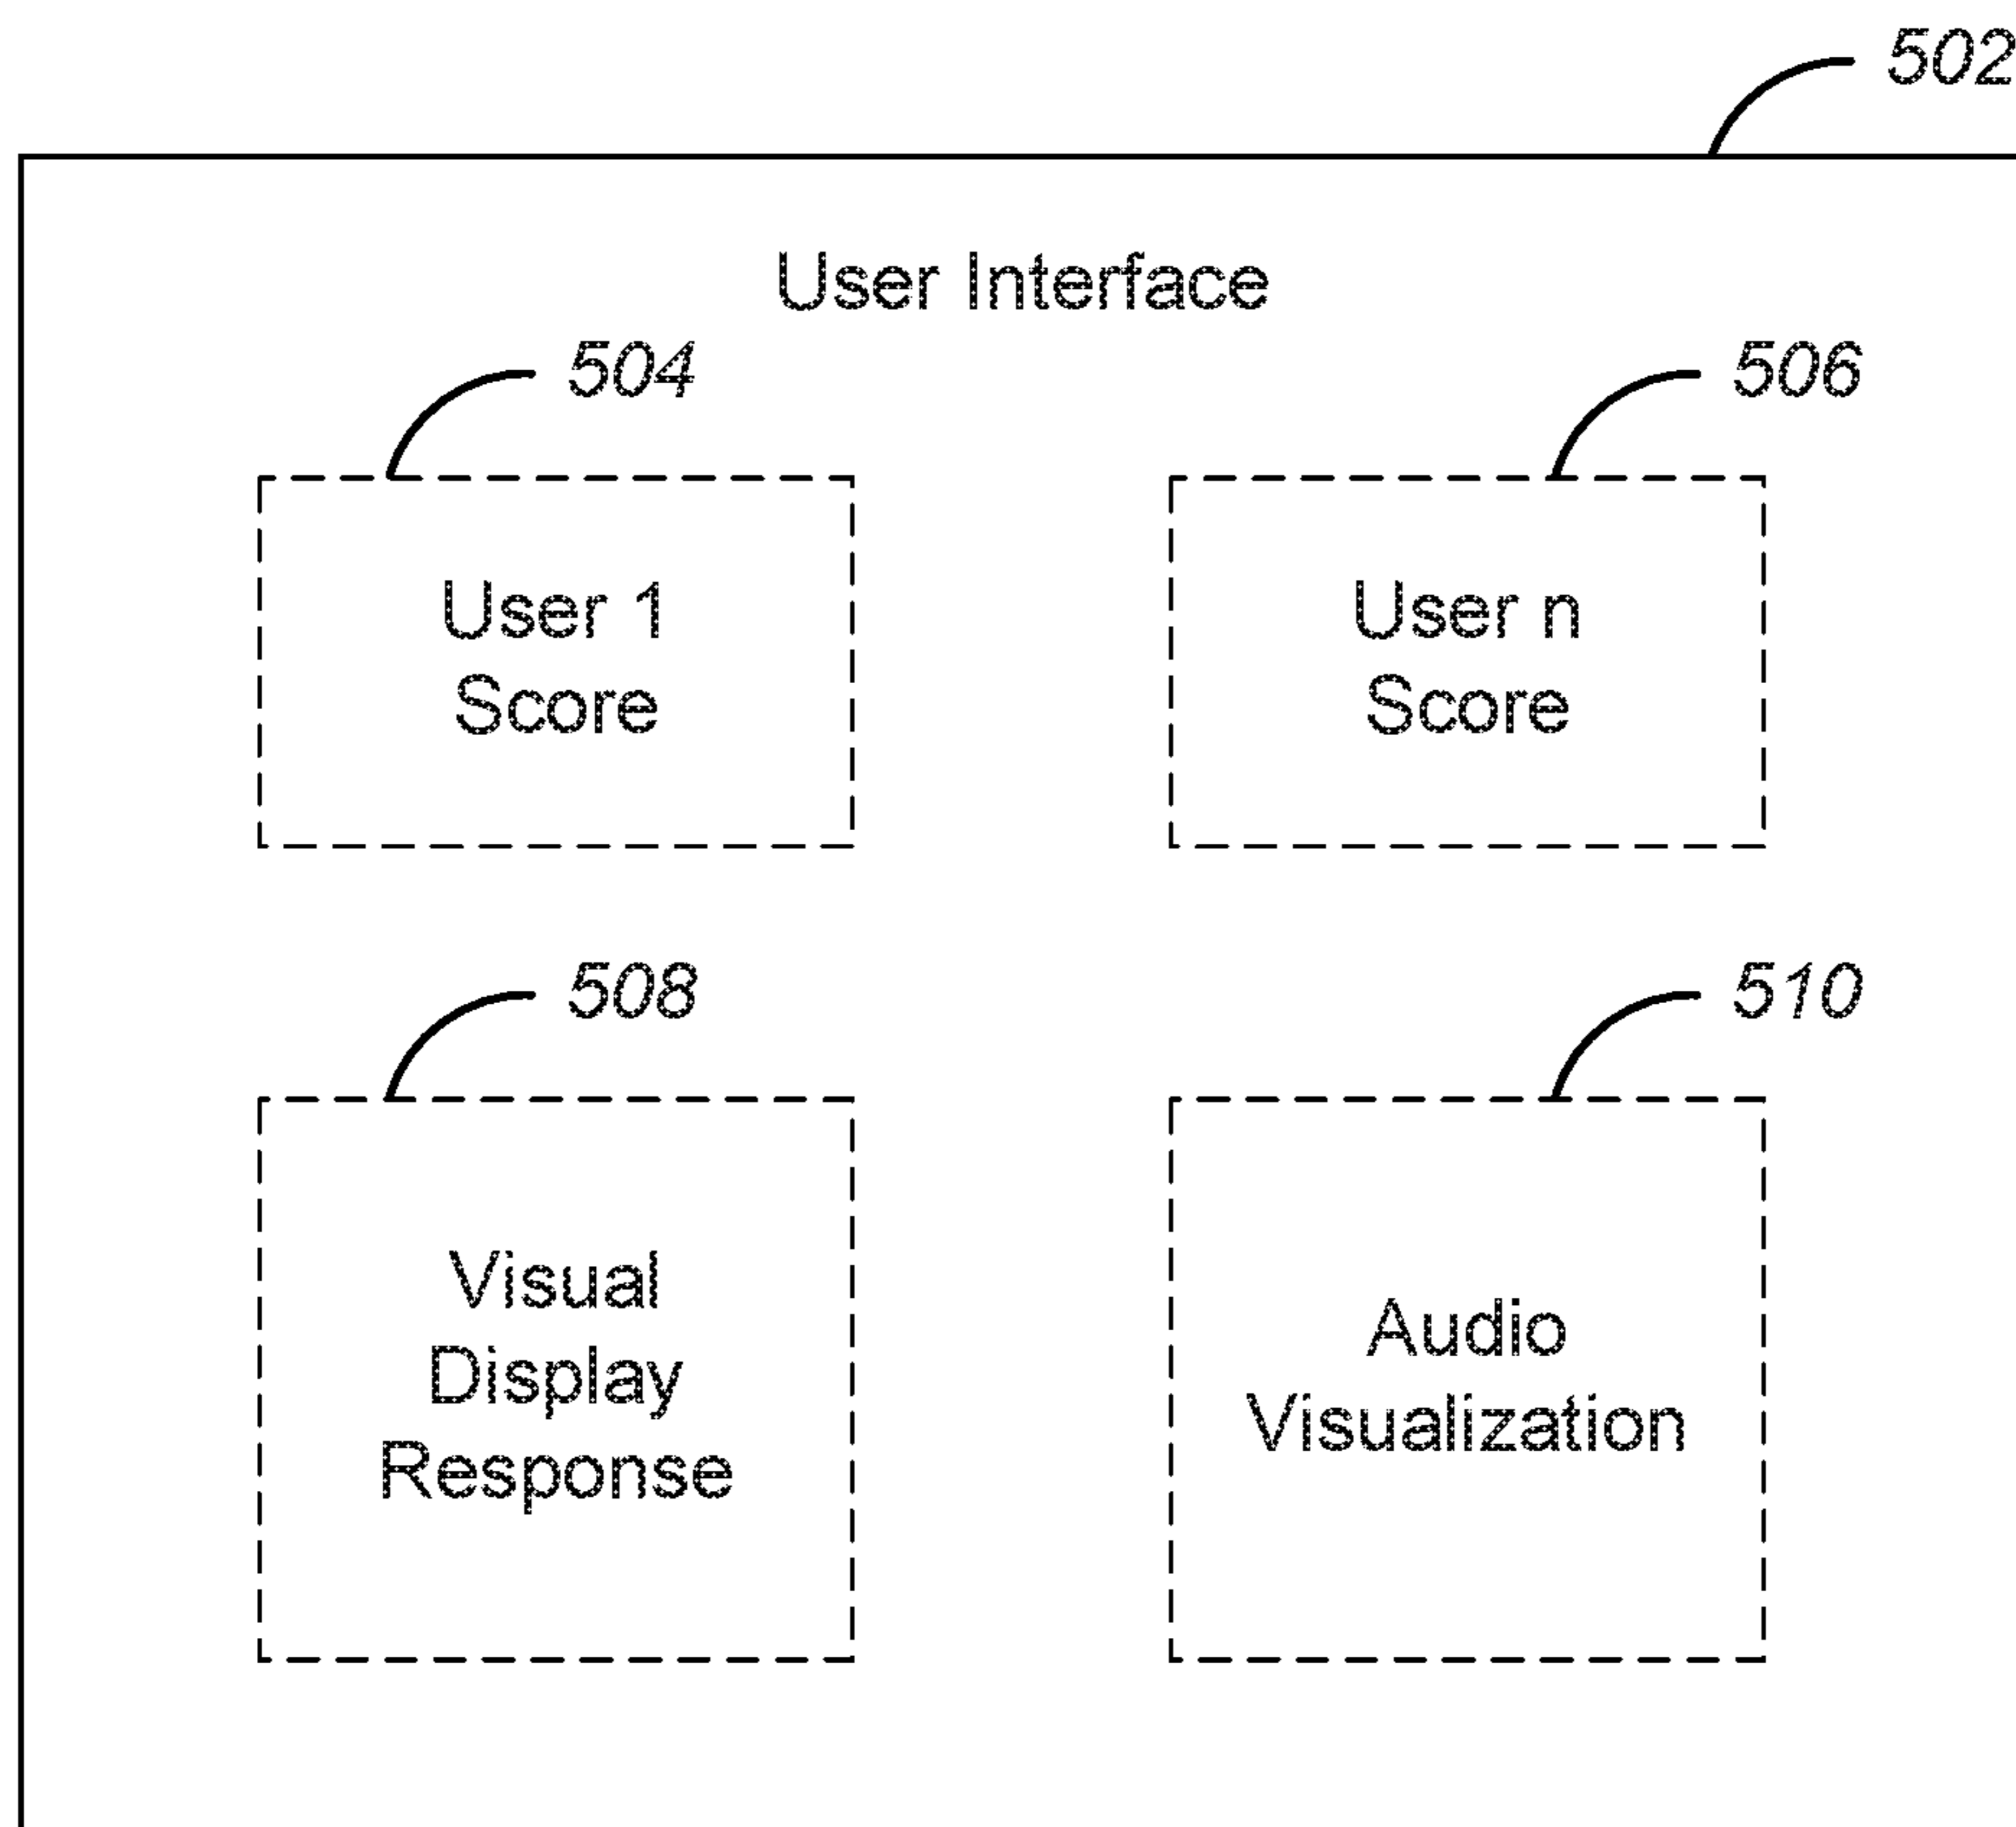 502
User Interface
504
506
User 1
Score
User n
Score
508
510
Visual
Display
Response
Audio
Visualization